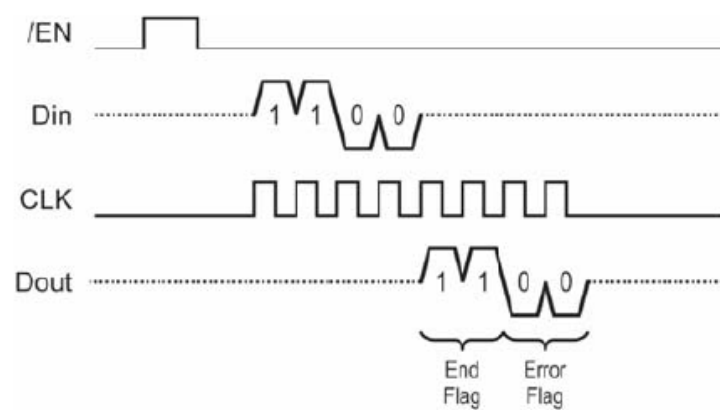 /EN
Din
1 1 0 0
CLK
Dout
1 1 0 0
End Error
Flag Flag